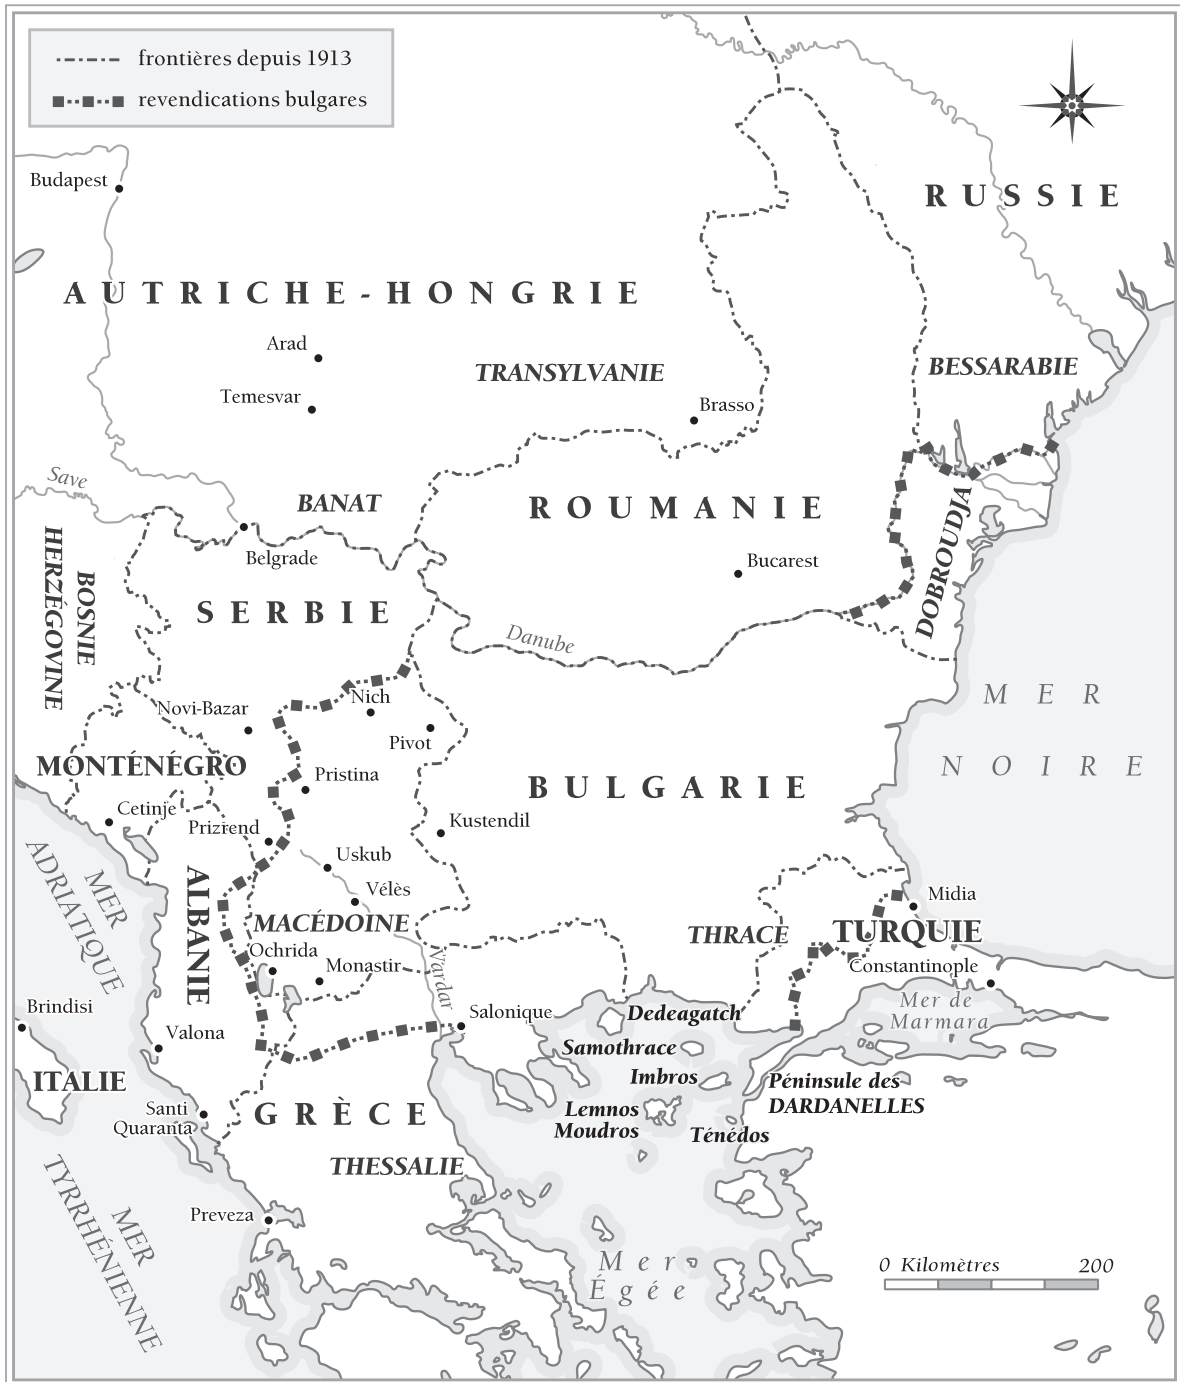 frontières depuis 1913
revendications bulgares
Budapest
RUSSIE
AUTRICHE-HONGRIE
Arad
TRANSYLVANIE
BESSARABIE
Temesvar
Brasso
Save
BANAT
ROUMANIE
DOBROUDJA
Belgrade
Bucarest
BOSNIE
HERZÉGOVINE
SERBIE
Danube
Nich
Novi-Bazar
Pivot
MER
NOIRE
MONTÉNÉGRO
Pristina
BULGARIE
Cetinje
Prizrend
Kustendil
Uskub
Vélès
MER
ADRIATIQUE
ALBANIE
MACÉDOINE
Midia
THRACE
TURQUIE
Ochrida
Monastir
Vardar
Constantinople
Brindisi
Salonique
Dedeagatch
Mer de
Marmara
Valona
Samothrace
ITALIE
Imbros
Péninsule des
DARDANELLES
Santi
Quaranta
GRÈCE
Lemnos
Moudros
Ténédos
THESSALIE
MER
TYRRHÉNIENNE
Preveza
Mer
Égée
0 Kilomètres 200